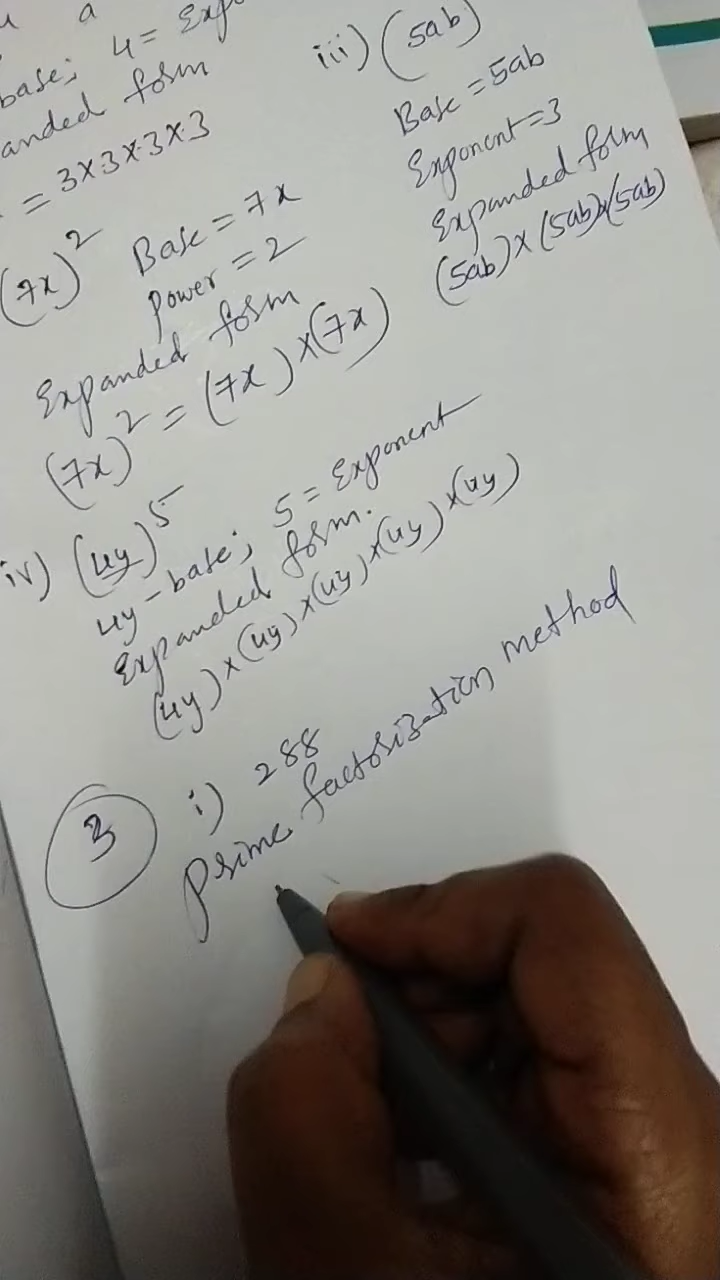 a
base; 4 =
anded form
= 3×3×3×3
(7x)² Base = 7x
power = 2
Expanded form
(7x)² = (7x)×(7x)
iii) (5ab)
Base = 5ab
Exponent=3
Expanded form
(5ab)×(5ab)×(5ab)
iv) (4y)⁵
4y-base; 5= Exponent
Expanded form.
(4y)×(4y)×(4y)×(4y)×(4y)
3 i) 288
prime factorization method